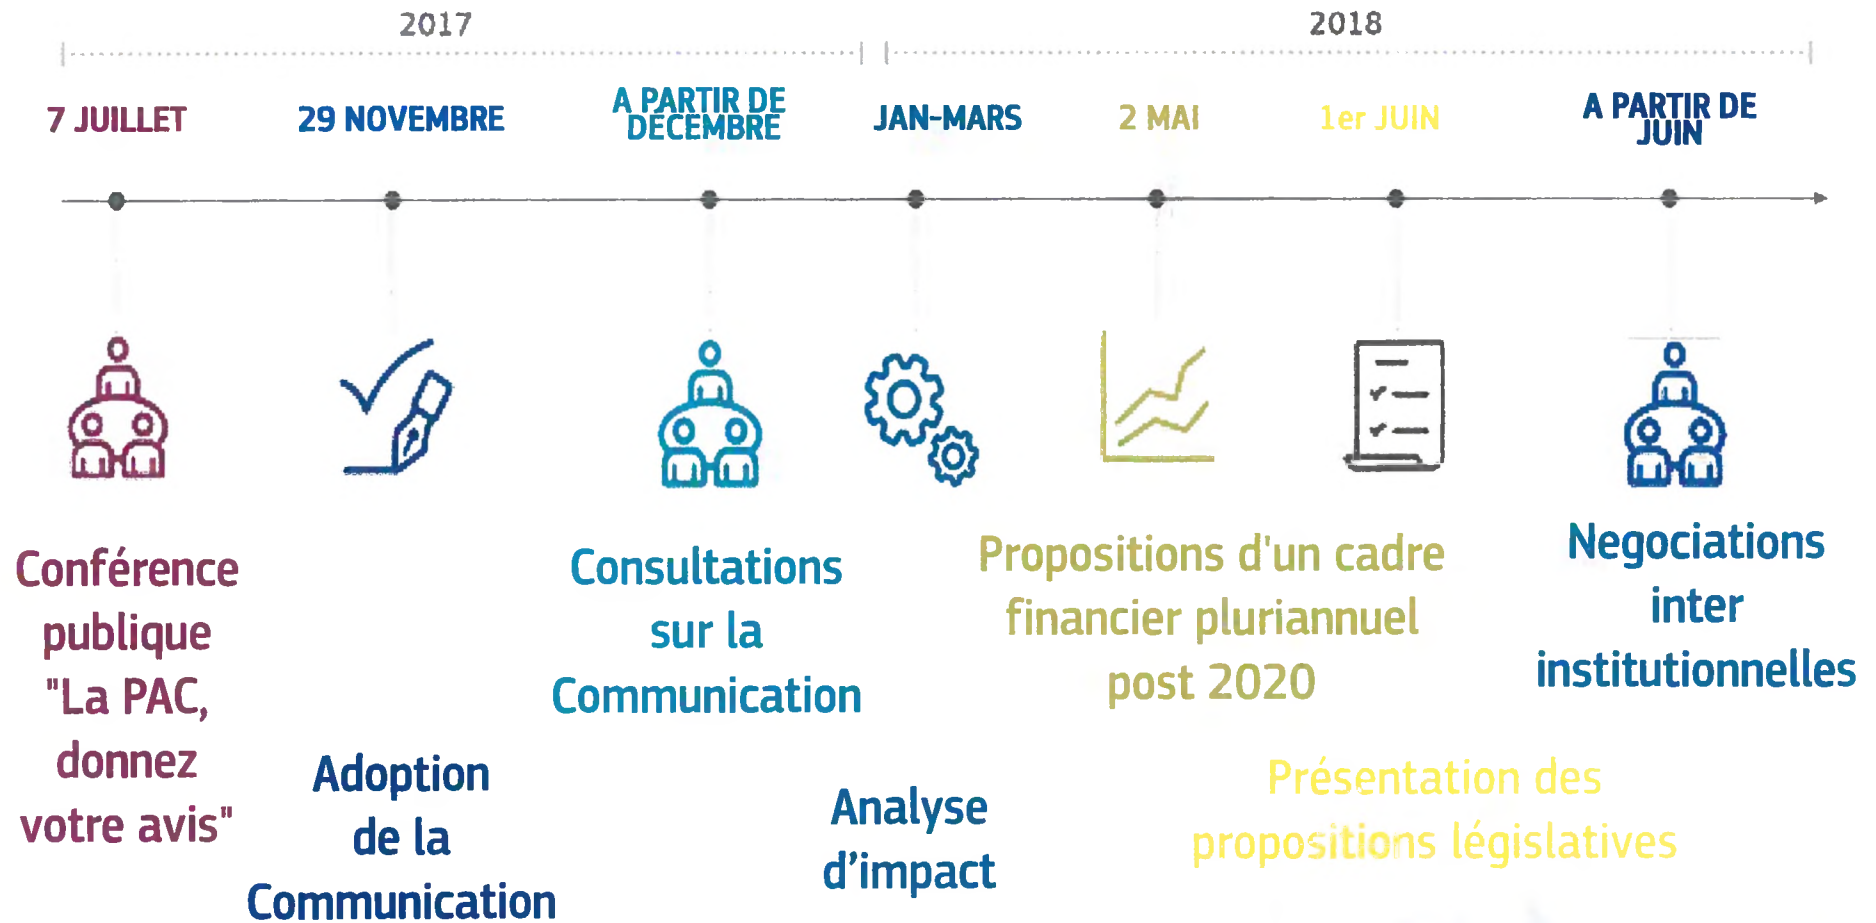 2017
2018
7 JUILLET
29 NOVEMBRE
A PARTIR DE
DECEMBRE
JAN-MARS
2 MAI
1er JUIN
A PARTIR DE
JUIN
Conférence
publique
"La PAC,
donnez
votre avis"
Adoption
de la
Communication
Consultations
sur la
Communication
Analyse
d'impact
Propositions d'un cadre
financier pluriannuel
post 2020
Présentation des
propositions législatives
Negociations
inter
institutionnelles